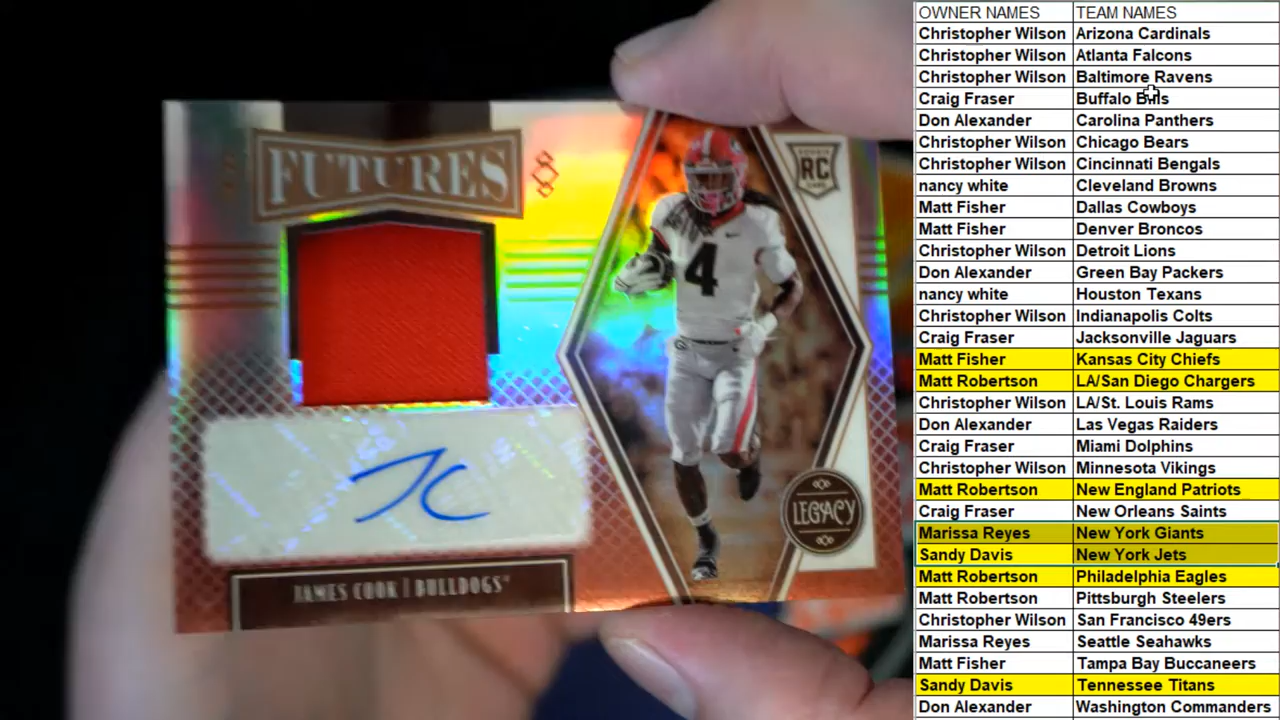 FUTURES
ROOKIE
RC
CARD
4
JC
LEGACY
JAMES COOK | BULLDOGS
OWNER NAMES TEAM NAMES
Christopher Wilson Arizona Cardinals
Christopher Wilson Atlanta Falcons
Christopher Wilson Baltimore Ravens
Craig Fraser Buffalo Bills
Don Alexander Carolina Panthers
Christopher Wilson Chicago Bears
Christopher Wilson Cincinnati Bengals
nancy white Cleveland Browns
Matt Fisher Dallas Cowboys
Matt Fisher Denver Broncos
Christopher Wilson Detroit Lions
Don Alexander Green Bay Packers
nancy white Houston Texans
Christopher Wilson Indianapolis Colts
Craig Fraser Jacksonville Jaguars
Matt Fisher Kansas City Chiefs
Matt Robertson LA/San Diego Chargers
Christopher Wilson LA/St. Louis Rams
Don Alexander Las Vegas Raiders
Craig Fraser Miami Dolphins
Christopher Wilson Minnesota Vikings
Matt Robertson New England Patriots
Craig Fraser New Orleans Saints
Marissa Reyes New York Giants
Sandy Davis New York Jets
Matt Robertson Philadelphia Eagles
Matt Robertson Pittsburgh Steelers
Christopher Wilson San Francisco 49ers
Marissa Reyes Seattle Seahawks
Matt Fisher Tampa Bay Buccaneers
Sandy Davis Tennessee Titans
Don Alexander Washington Commanders